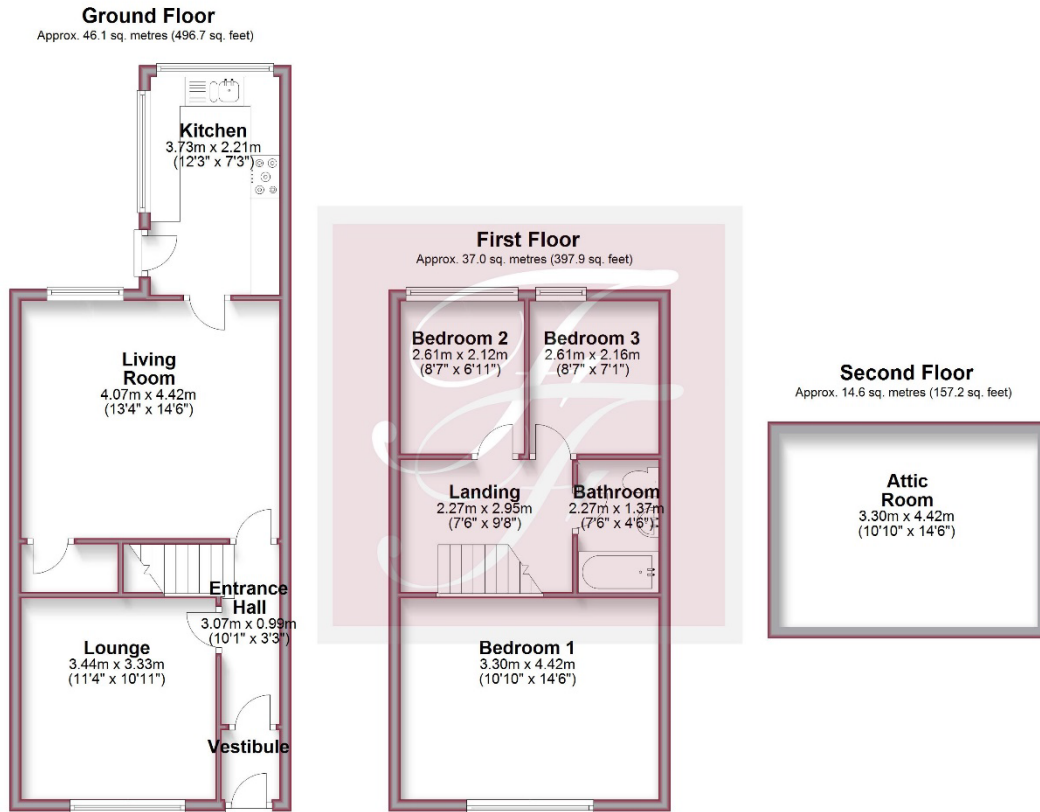 Ground Floor
Approx. 46.1 sq. metres (496.7 sq. feet)
Kitchen
3.73m x 2.21m
(12'3" x 7'3")
Living
Room
4.07m x 4.42m
(13'4" x 14'6")
Entrance
Hall
3.07m x 0.99m
(10'1" x 3'3")
Lounge
3.44m x 3.33m
(11'4" x 10'11")
Vestibule
First Floor
Approx. 37.0 sq. metres (397.9 sq. feet)
Bedroom 2
2.61m x 2.12m
(8'7" x 6'11")
Bedroom 3
2.61m x 2.16m
(8'7" x 7'1")
Landing
2.27m x 2.95m
(7'6" x 9'8")
Bathroom
2.27m x 1.37m
(7'6" x 4'6")
Bedroom 1
3.30m x 4.42m
(10'10" x 14'6")
Second Floor
Approx. 14.6 sq. metres (157.2 sq. feet)
Attic
Room
3.30m x 4.42m
(10'10" x 14'6")